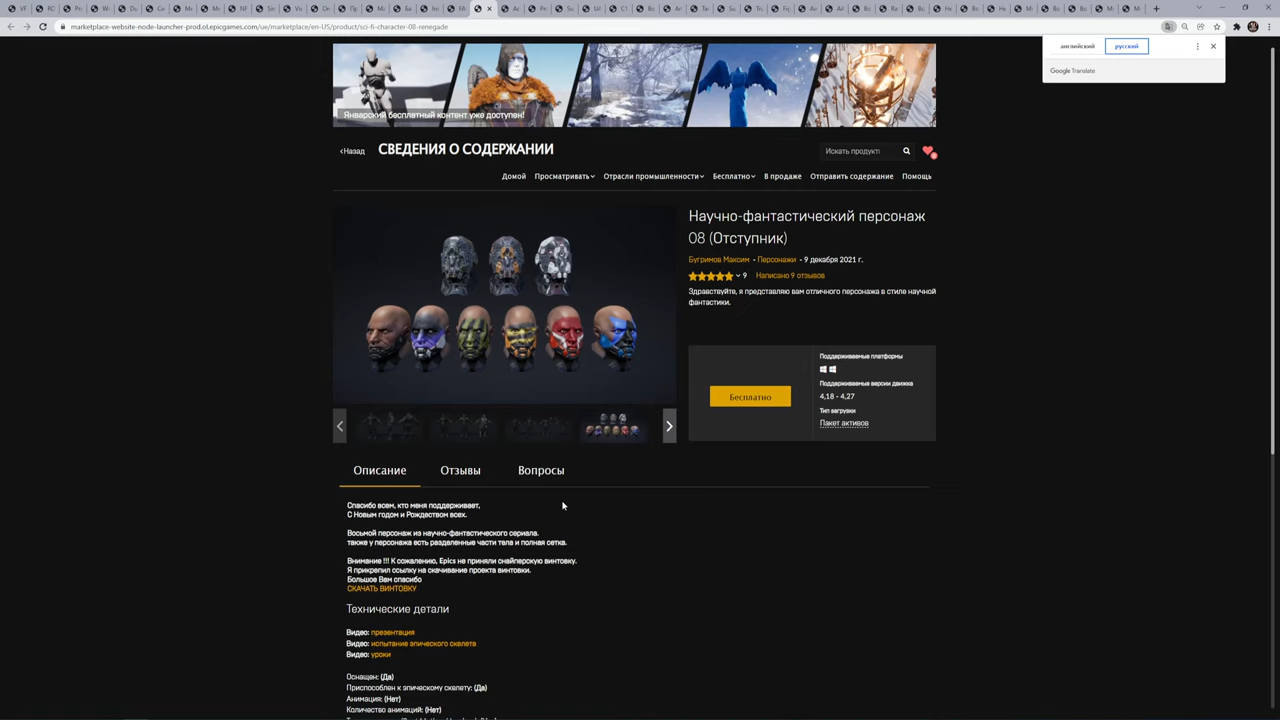 marketplace-website-node-launcher-prod.ol.epicgames.com/ue/marketplace/en-US/product/sci-fi-character-08-renegade
английский
русский
Google Translate
Январский бесплатный контент уже доступен!
‹Назад
СВЕДЕНИЯ О СОДЕРЖАНИИ
Искать продукт
Домой
Просматривать
Отрасли промышленности
Бесплатно
В продаже
Отправить содержание
Помощь
Научно-фантастический персонаж
08 (Отступник)
Бугримов Максим - Персонажи - 9 декабря 2021 г.
9 Написано 9 отзывов
Здравствуйте, я представляю вам отличного персонажа в стиле научной
фантастики.
Бесплатно
Поддерживаемые платформы
Поддерживаемые версии движка
4,18 - 4,27
Тип загрузки
Пакет активов
Описание
Отзывы
Вопросы
Спасибо всем, кто меня поддерживает,
С Новым годом и Рождеством всех.
Восьмой персонаж из научно-фантастического сериала.
также у персонажа есть разделенные части тела и полная сетка.
Внимание !!! К сожалению, Epics не приняли снайперскую винтовку.
Я прикрепил ссылку на скачивание проекта винтовки.
Большое Вам спасибо
СКАЧАТЬ ВИНТОВКУ
Технические детали
Видео: презентация
Видео: испытание эпического скелета
Видео: уроки
Оснащен: (Да)
Приспособлен к эпическому скелету: (Да)
Анимация: (Нет)
Количество анимаций: (Нет)